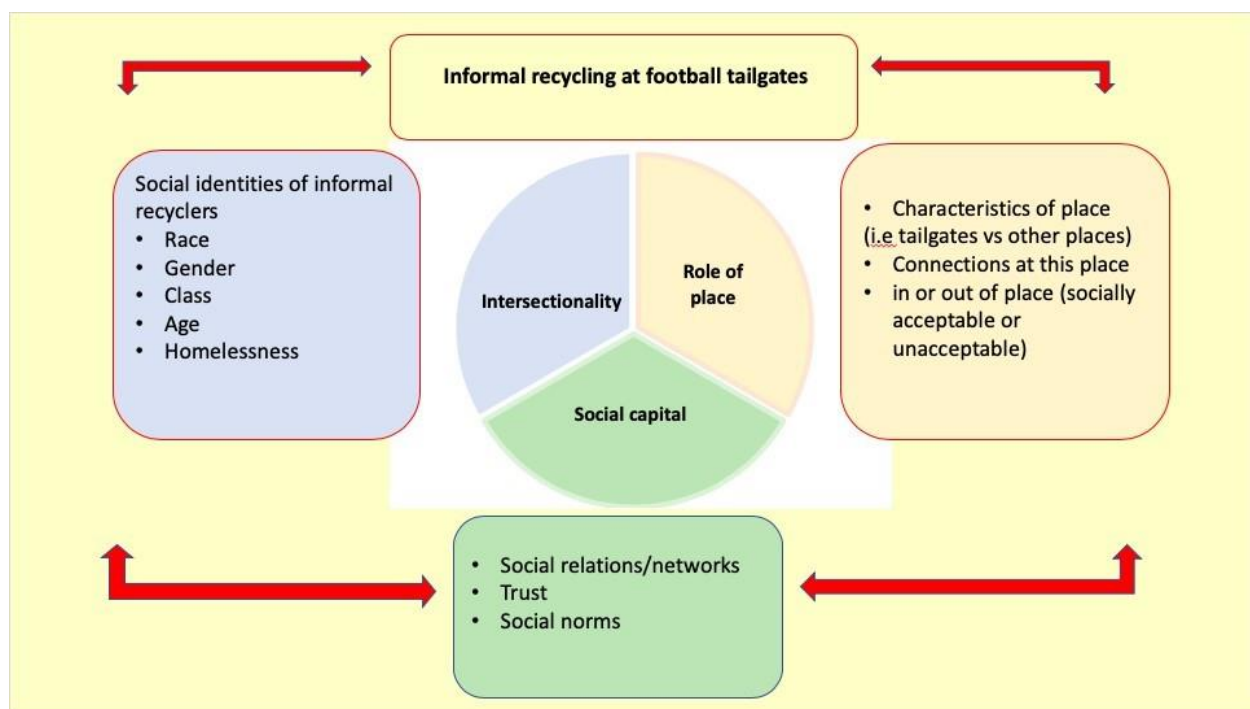 Informal recycling at football tailgates
Social identities of informal
recyclers
• Race
• Gender
• Class
• Age
• Homelessness
Intersectionality
Role of
place
Social capital
• Characteristics of place
(i.e tailgates vs other places)
• Connections at this place
• in or out of place (socially
acceptable or
unacceptable)
• Social relations/networks
• Trust
• Social norms